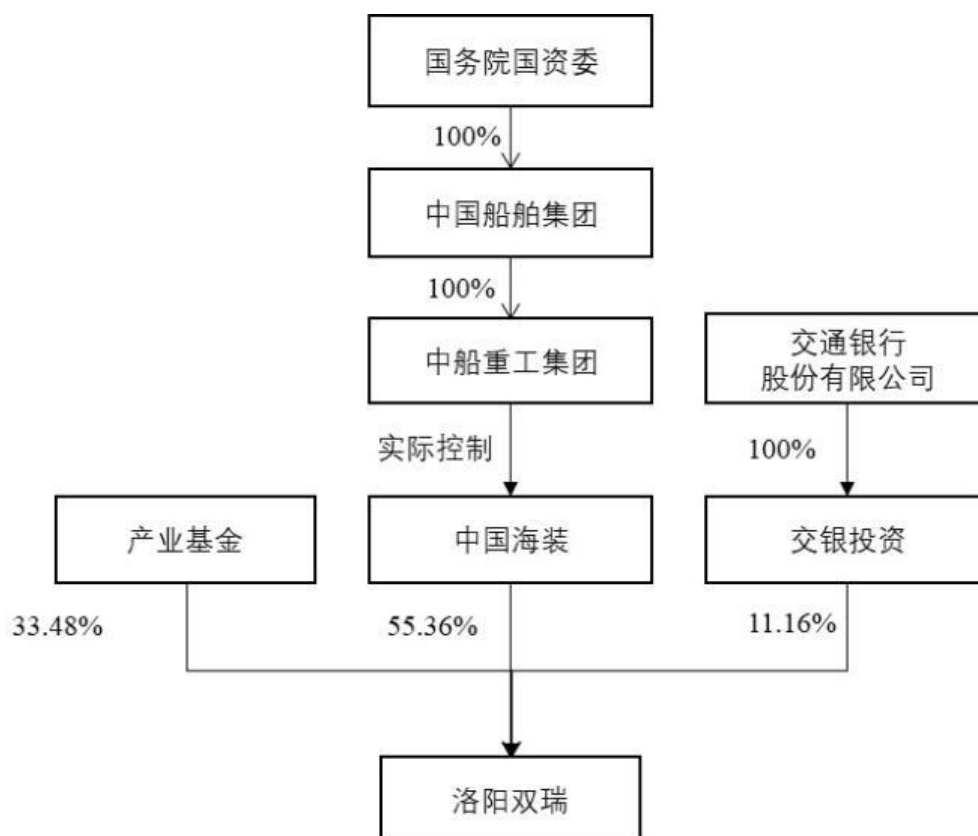 国务院国资委
100%
中国船舶集团
100%
中船重工集团
交通银行
股份有限公司
实际控制
100%
产业基金
中国海装
交银投资
33.48%
55.36%
11.16%
洛阳双瑞